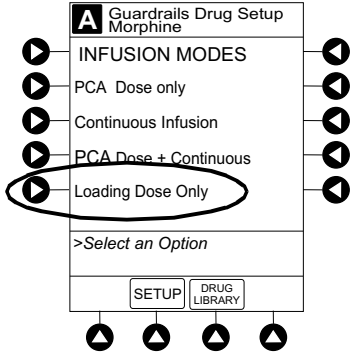 A Guardrails Drug Setup
Morphine
INFUSION MODES
PCA Dose only
Continuous Infusion
PCA Dose + Continuous
Loading Dose Only
>Select an Option
SETUP DRUG
LIBRARY